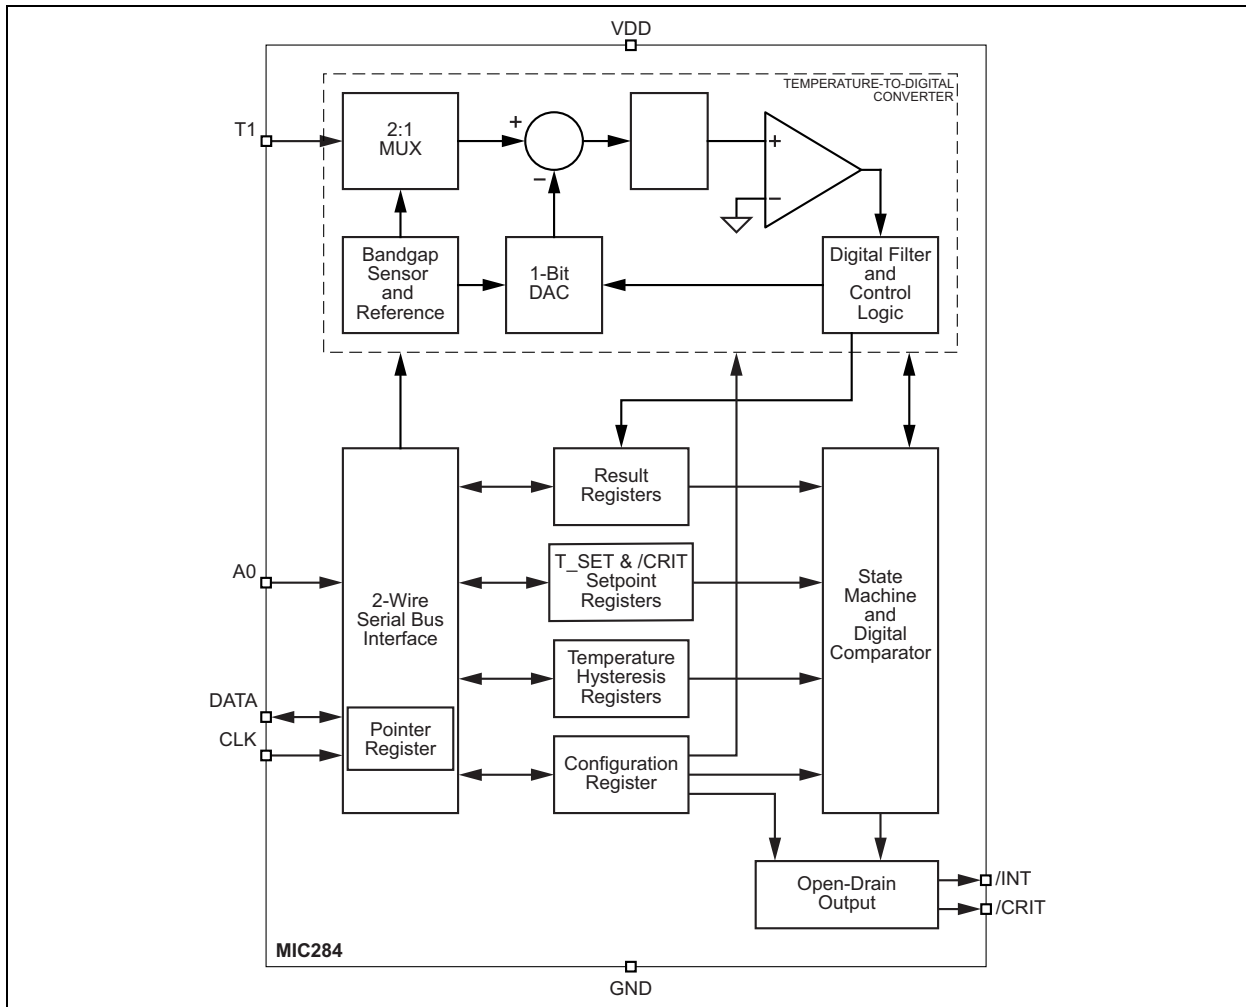 VDD
TEMPERATURE-TO-DIGITAL
CONVERTER
T1
2:1
MUX
+
−
+
−
Bandgap
Sensor
and
Reference
1-Bit
DAC
Digital Filter
and
Control
Logic
Result
Registers
A0
T_SET & /CRIT
Setpoint
Registers
2-Wire
Serial Bus
Interface
State
Machine
and
Digital
Comparator
Temperature
Hysteresis
Registers
DATA
CLK
Pointer
Register
Configuration
Register
Open-Drain
Output
/INT
/CRIT
MIC284
GND